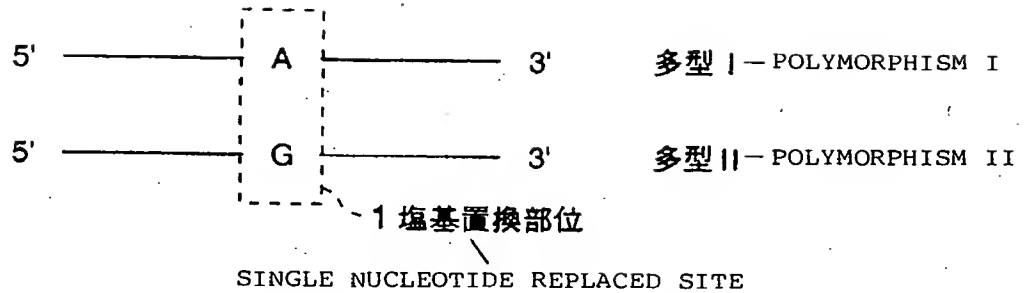 5' A 3' 多型 I — POLYMORPHISM I
5' G 3' 多型 II — POLYMORPHISM II
1 塩基置換部位
SINGLE NUCLEOTIDE REPLACED SITE